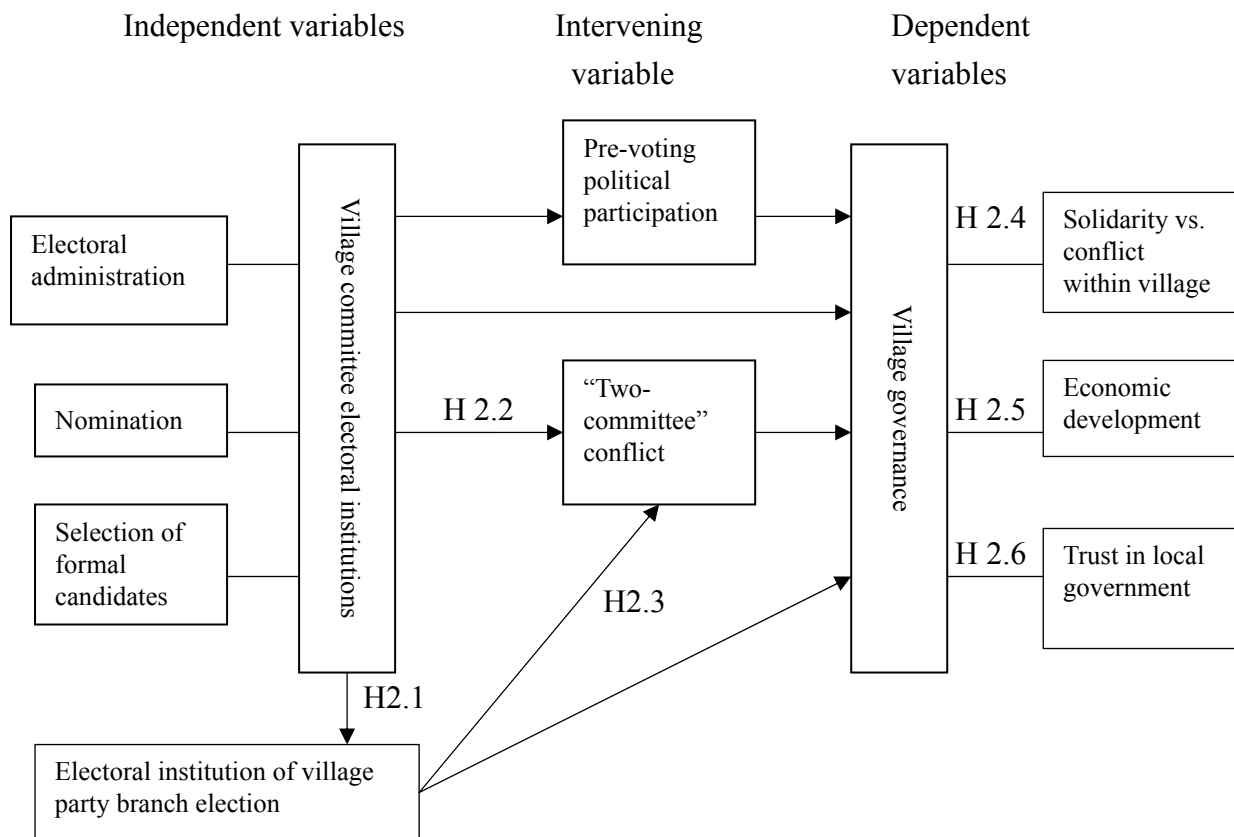 Independent variables
Intervening
variable
Dependent
variables
Pre-voting
political
participation
Electoral
administration
Village committee electoral institutions
Village governance
H 2.4
Solidarity vs.
conflict
within village
Nomination
H 2.2
“Two-
committee”
conflict
H 2.5
Economic
development
Selection of
formal
candidates
H2.3
H 2.6
Trust in local
government
H2.1
Electoral institution of village
party branch election